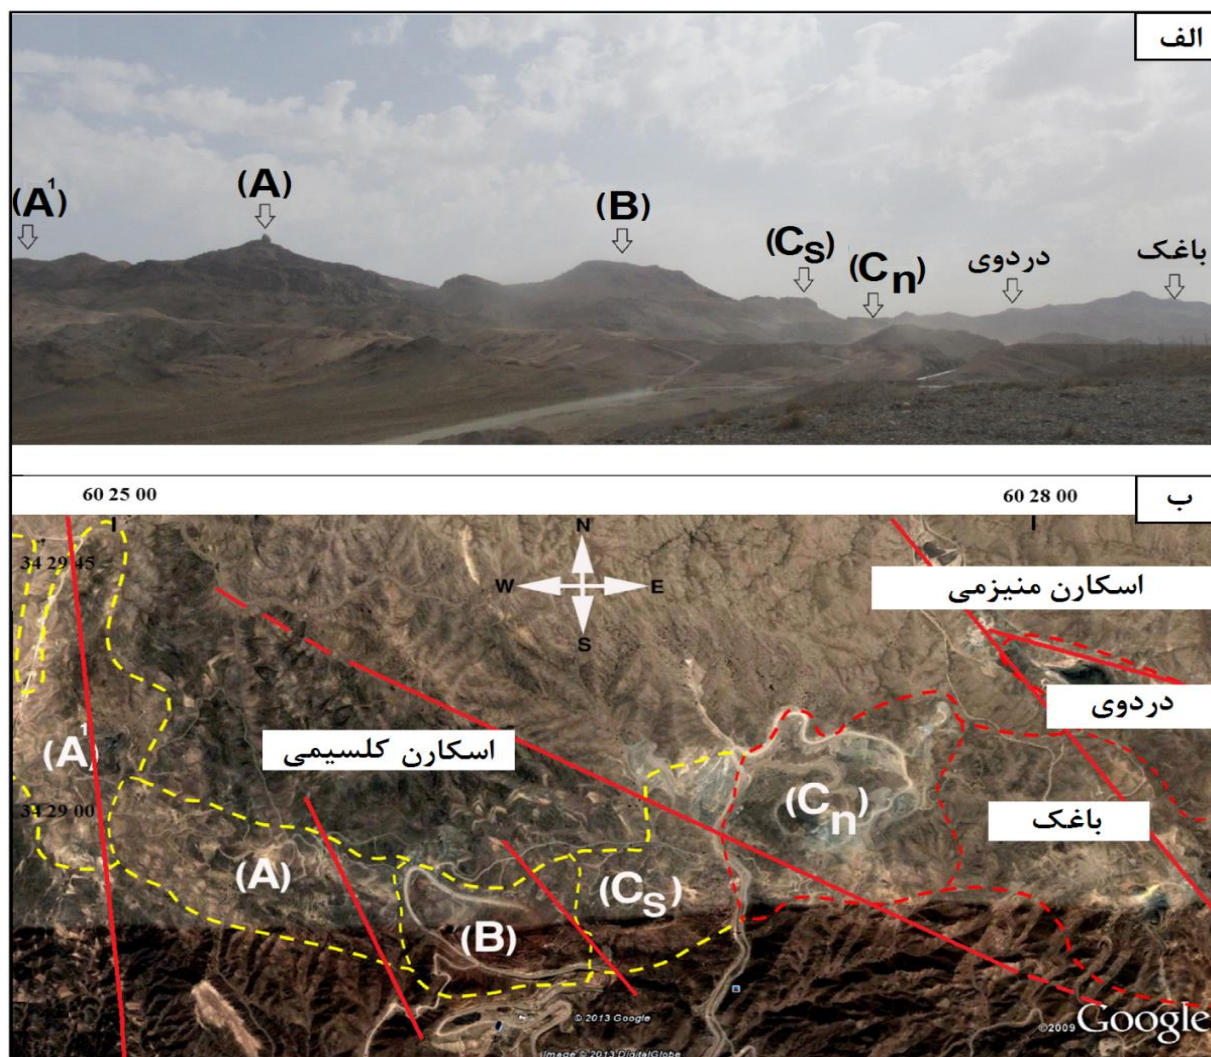 الف
(A¹)
(A)
(B)
(Cs)
(Cn)
دردوی
باغک
ب
60 25 00
60 28 00
N
W
E
S
34 29 45
اسکارن منیزمی
دردوی
اسکارن کلسیمی
(A¹)
34 29 00
(Cn)
باغک
(A)
(Cs)
(B)
© 2013 Google
Image © 2013 DigitalGlobe
©2009 Google